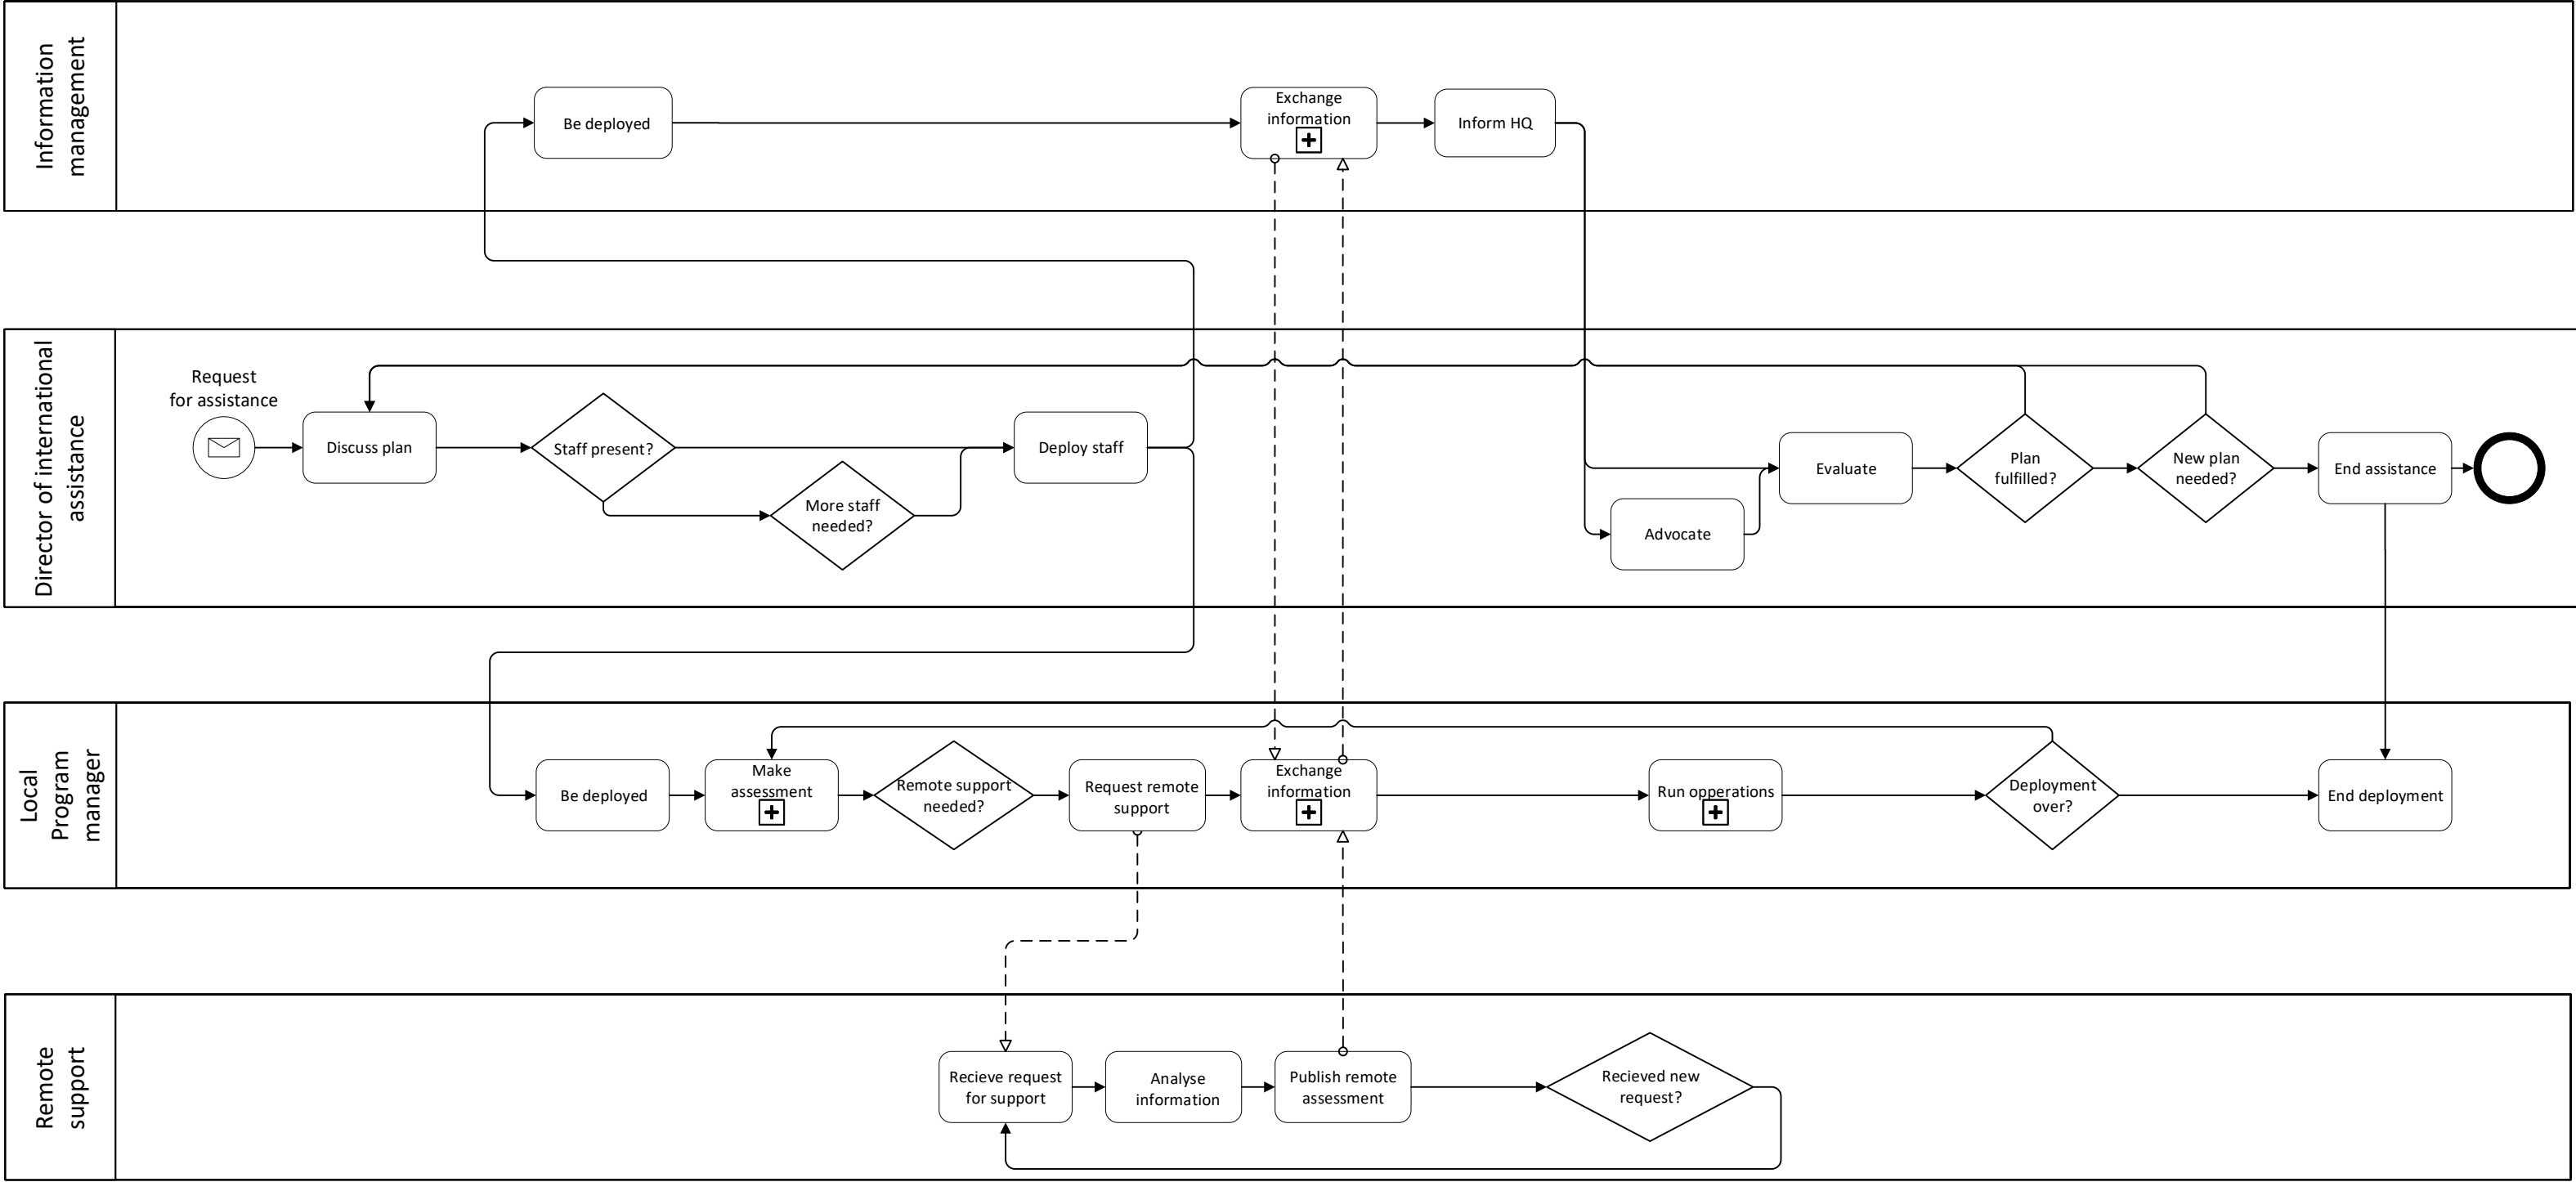 Information
management
Be deployed
Exchange
information
Inform HQ
Director of international
assistance
Request
for assistance
Discuss plan
Staff present?
More staff
needed?
Deploy staff
Advocate
Evaluate
Plan
fulfilled?
New plan
needed?
End assistance
Local
Program
manager
Be deployed
Make
assessment
Remote support
needed?
Request remote
support
Exchange
information
Run opperations
Deployment
over?
End deployment
Remote
support
Recieve request
for support
Analyse
information
Publish remote
assessment
Recieved new
request?